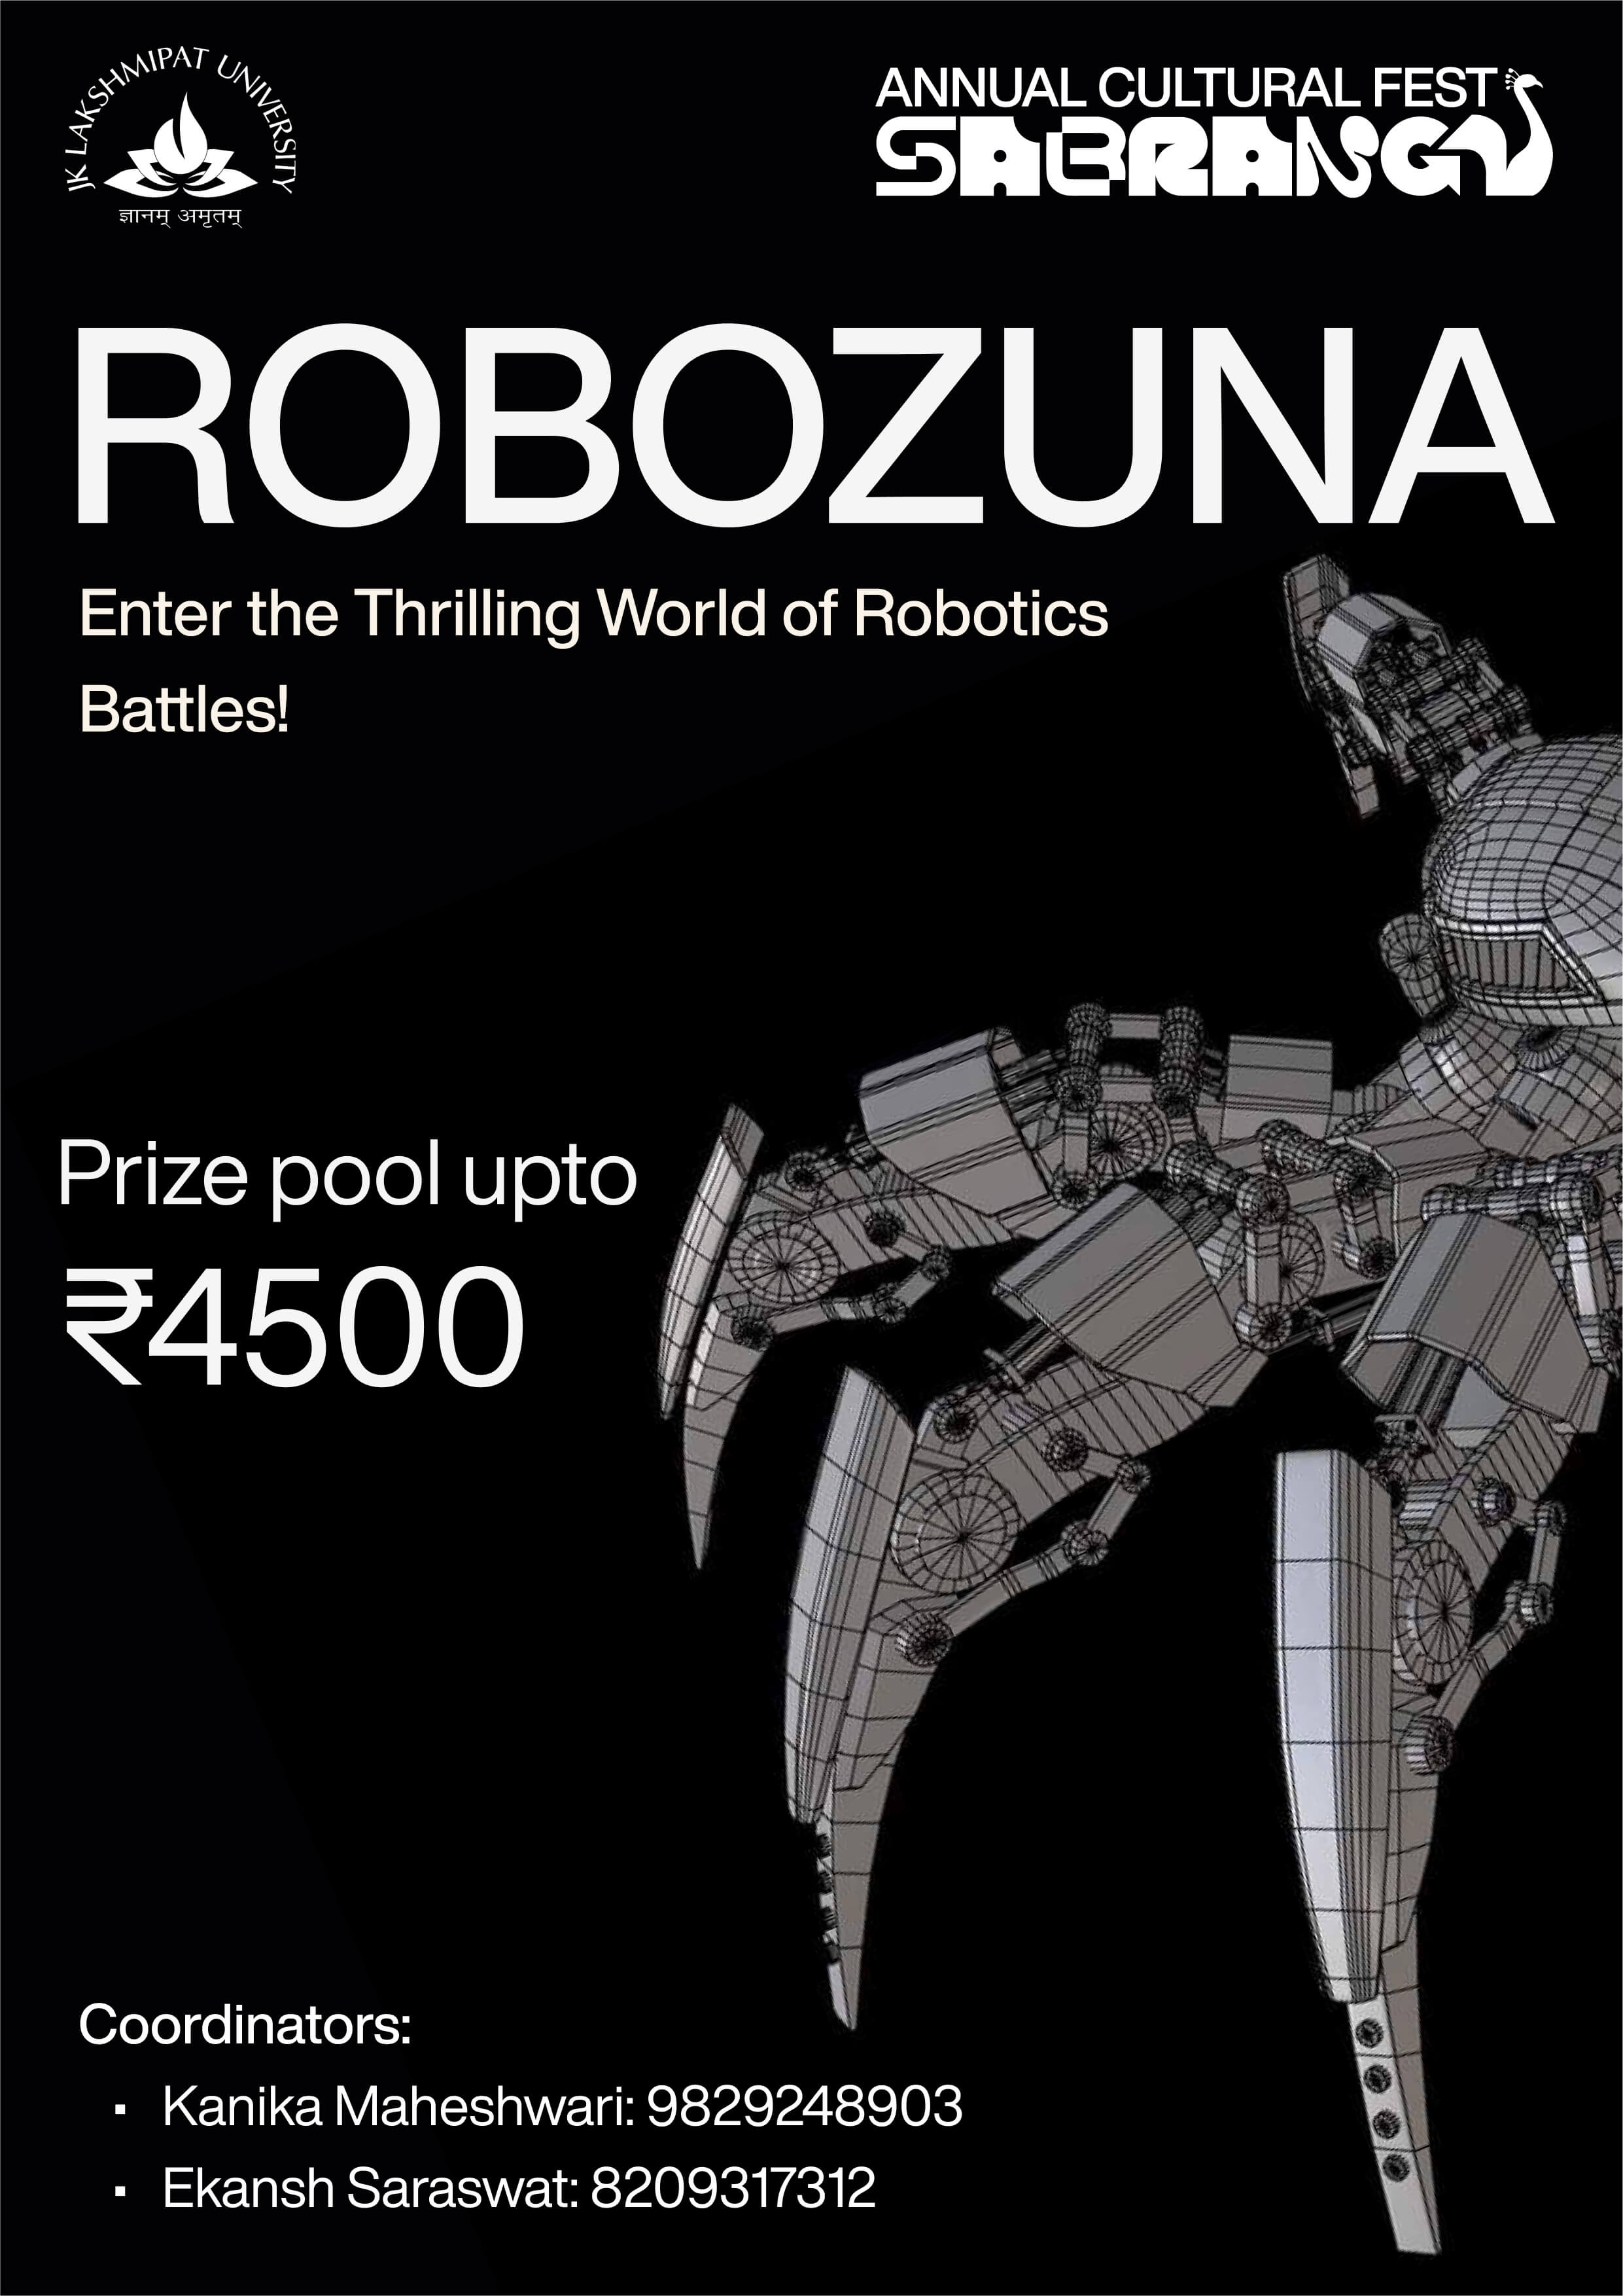 JK LAKSHMIPAT UNIVERSITY
ज्ञानम् अमृतम्
ANNUAL CULTURAL FEST
SABRANG
ROBOZUNA
Enter the Thrilling World of Robotics
Battles!
Prize pool upto
₹4500
Coordinators:
▪ Kanika Maheshwari: 9829248903
▪ Ekansh Saraswat: 8209317312